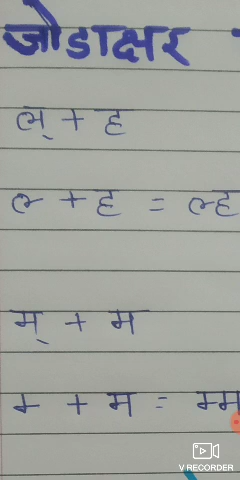 जोडाक्षर
ल् + ह
ल् + ह = ल्ह
म् + म
म् + म = म्म
V RECORDER